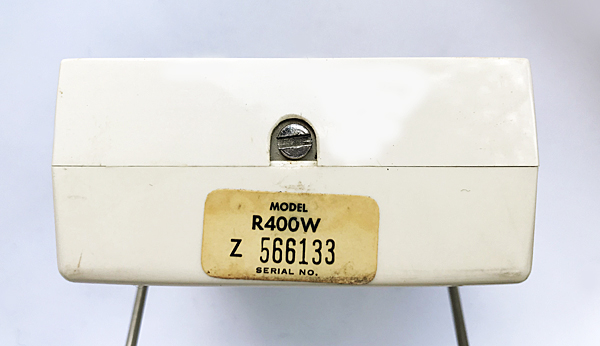 MODEL
R400W
Z 566133
SERIAL NO.